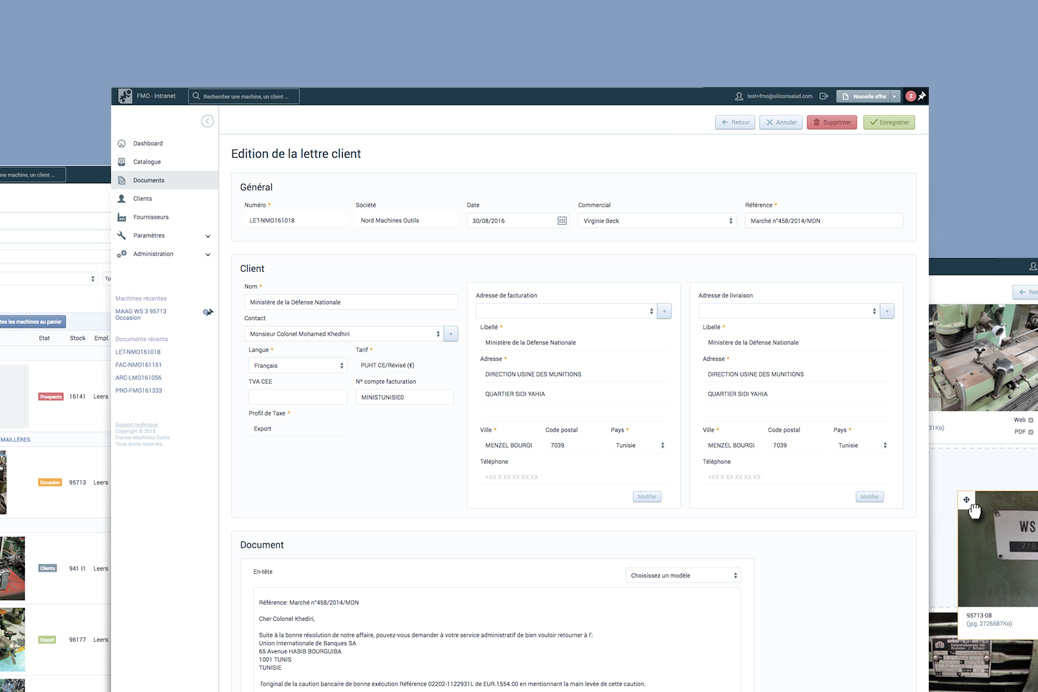 FMO - Intranet
Rechercher une machine, un client ...
test+fmo@siliconsalad.com
Nouvelle offre
2
Retour
Annuler
Supprimer
Enregistrer
Dashboard
Catalogue
Documents
Clients
Fournisseurs
Paramètres
Administration
Machines récentes
MAAG WS 3 95713
Occasion
Documents récents
LET-NMO161018
FAC-NMO161151
ARC-LMO161056
PRO-FMO161333
Support technique
Copyright © 2016
France Machines Outils
Tous droits réservés.
Edition de la lettre client
Général
Numéro *
Société
Date
Commercial
Référence *
LET-NMO161018
Nord Machines Outils
30/08/2016
Virginie Beck
Marché n°458/2014/MDN
Client
Nom *
Ministère de la Défense Nationale
Contact
Monsieur Colonel Mohamed Khedhiri
+
Langue *
Tarif *
Français
PUHT CE/Révisé (€)
TVA CEE
N° compte facturation
MINISTUNISIE0
Profil de Taxe *
Export
Adresse de facturation
+
Libellé *
Ministère de la Défense Nationale
Adresse *
DIRECTION USINE DES MUNITIONS
QUARTIER SIDI YAHIA
Ville *
Code postal
Pays *
MENZEL BOURGI
7039
Tunisie
Téléphone
+XX X XX XX XX XX
Modifier
Adresse de livraison
+
Libellé *
Ministère de la Défense Nationale
Adresse *
DIRECTION USINE DES MUNITIONS
QUARTIER SIDI YAHIA
Ville *
Code postal
Pays *
MENZEL BOURGI
7039
Tunisie
Téléphone
+XX X XX XX XX XX
Modifier
Document
En-tête
Choisissez un modèle
Référence: Marché n°458/2014/MDN
Cher Colonel Khediri,
Suite à la bonne résolution de notre affaire, pouvez-vous demander à votre service administratif de bien vouloir retourner à l':
Union Internationale de Banques SA
65 Avenue HABIB BOURGUIBA
1001 TUNIS
TUNISIE
l'original de la caution bancaire de bonne exécution Référence 02202-1122931L de EUR.1554.00 en mentionnant la main levée de cette caution.
ne machine, un client ...
To
tes les machines au panier
Etat
Stock
Empl.
Prospects
16141
Leers
EMAILLÈRES
Occasion
95713
Leers
Clients
941 I1
Leers
Export
96177
Leers
Ret
Web
31Ko)
PDF
WS
95713-08
(jpg, 2726587Ko)